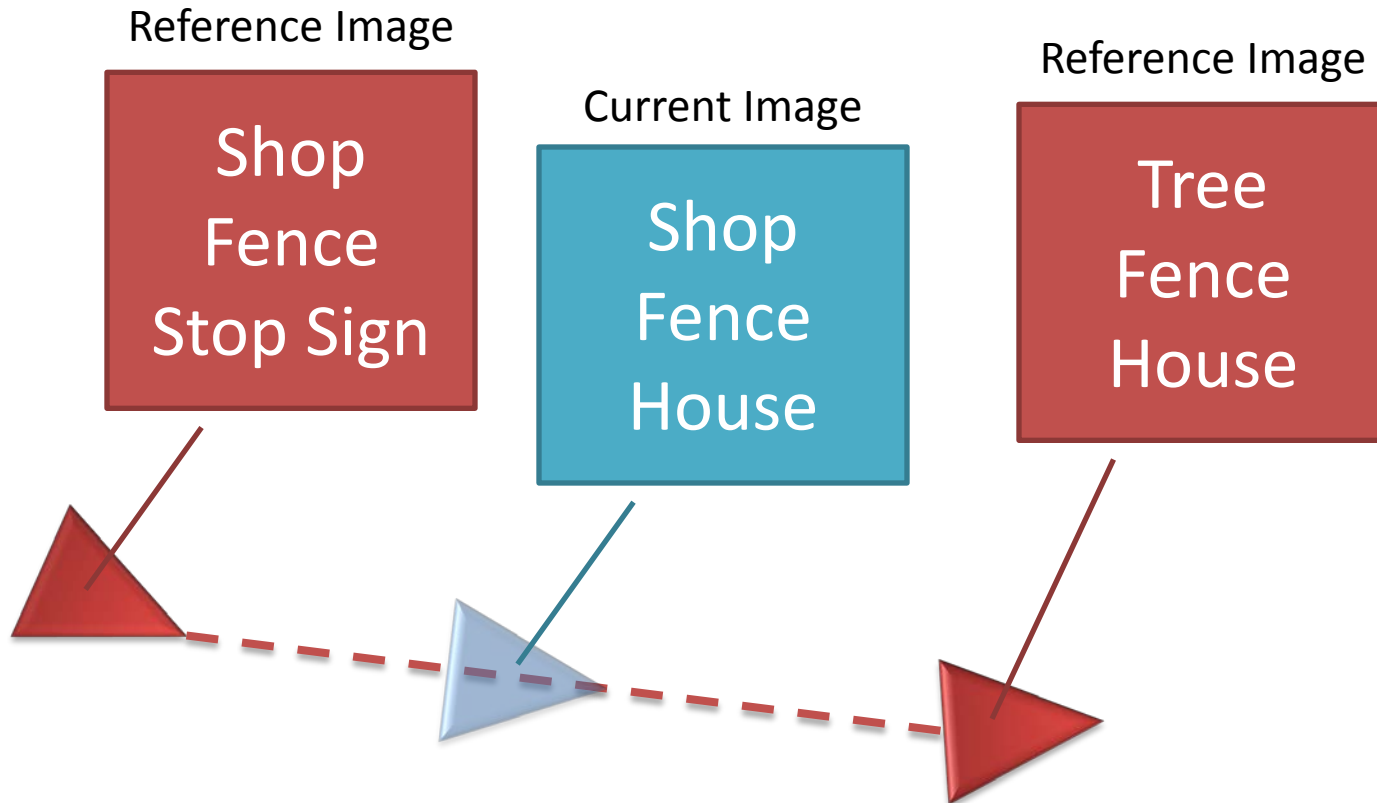 Reference Image
Shop
Fence
Stop Sign
Current Image
Shop
Fence
House
Reference Image
Tree
Fence
House